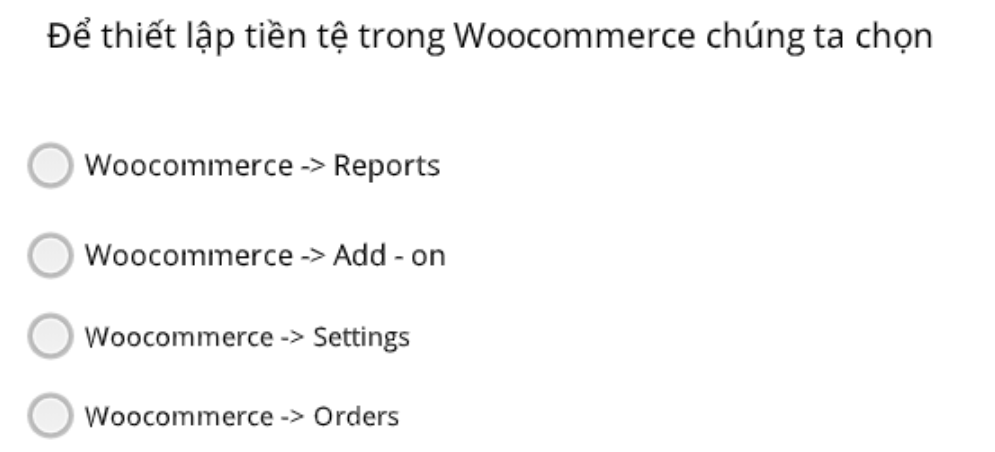 Để thiết lập tiền tệ trong Woocommerce chúng ta chọn
Woocommerce -> Reports
Woocommerce -> Add - on
Woocommerce -> Settings
Woocommerce -> Orders